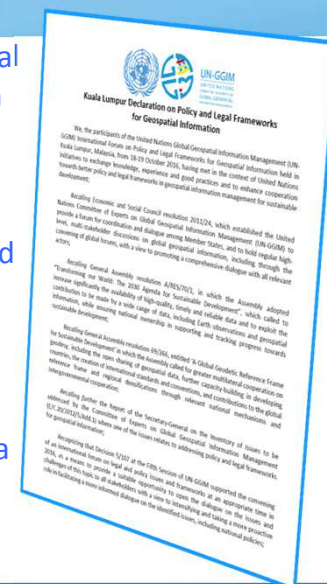 al
UN-GGIM
UNITED NATIONS
Kuala Lumpur Declaration on Policy and Legal Frameworks
for Geospatial Information
We, the participants of the United Nations Global Geospatial Information Management (UN-
GGIM) International Forum on Policy and Legal Frameworks for Geospatial Information held in
Kuala Lumpur, Malaysia, from 18-19 October 2016, having met in the context of United Nations
initiatives to exchange knowledge, experience and good practices and to enhance cooperation
towards better policy and legal frameworks in geospatial information management for sustainable
development;
Recalling Economic and Social Council resolution 2011/24, which established the United
Nations Committee of Experts on Global Geospatial Information Management (UN-GGIM) to
provide a forum for coordination and dialogue among Member States, and to hold regular high-
level, multi-stakeholder discussions on global geospatial information, including through the
convening of global forums, with a view to promoting a comprehensive dialogue with all relevant
actors;
d
Recalling General Assembly resolution A/RES/70/1, in which the Assembly adopted
"Transforming our World: The 2030 Agenda for Sustainable Development", which called to
increase significantly the availability of high-quality, timely and reliable data and to exploit the
contribution to be made by a wide range of data, including Earth observations and geospatial
information, while ensuring national ownership in supporting and tracking progress towards
sustainable development;
Recalling General Assembly resolution 69/266, entitled 'A Global Geodetic Reference Frame
for Sustainable Development' in which the Assembly called for greater multilateral cooperation on
geodesy, including the open sharing of geospatial data, further capacity-building in developing
countries, the creation of international standards and conventions, and contributions to the global
reference frame and regional densifications through relevant national mechanisms and
intergovernmental cooperation;
a
Recalling further the Report of the Secretary-General on the Inventory of issues to be
addressed by the Committee of Experts on Global Geospatial Information Management
where one of the issues relates to addressing policy and legal frameworks
for geospatial information;
Recognizing that Decision 5/107 at the Fifth Session of UN-GGIM supported the convening
of an international forum on legal and policy issues and frameworks at an appropriate time in
2016, as a means to provide a suitable opportunity to open the dialogue on the issues and
challenges of this topic to all stakeholders with a view to intensifying and taking a more proactive
role in facilitating a more informed dialogue on the identified issues, including national policies;